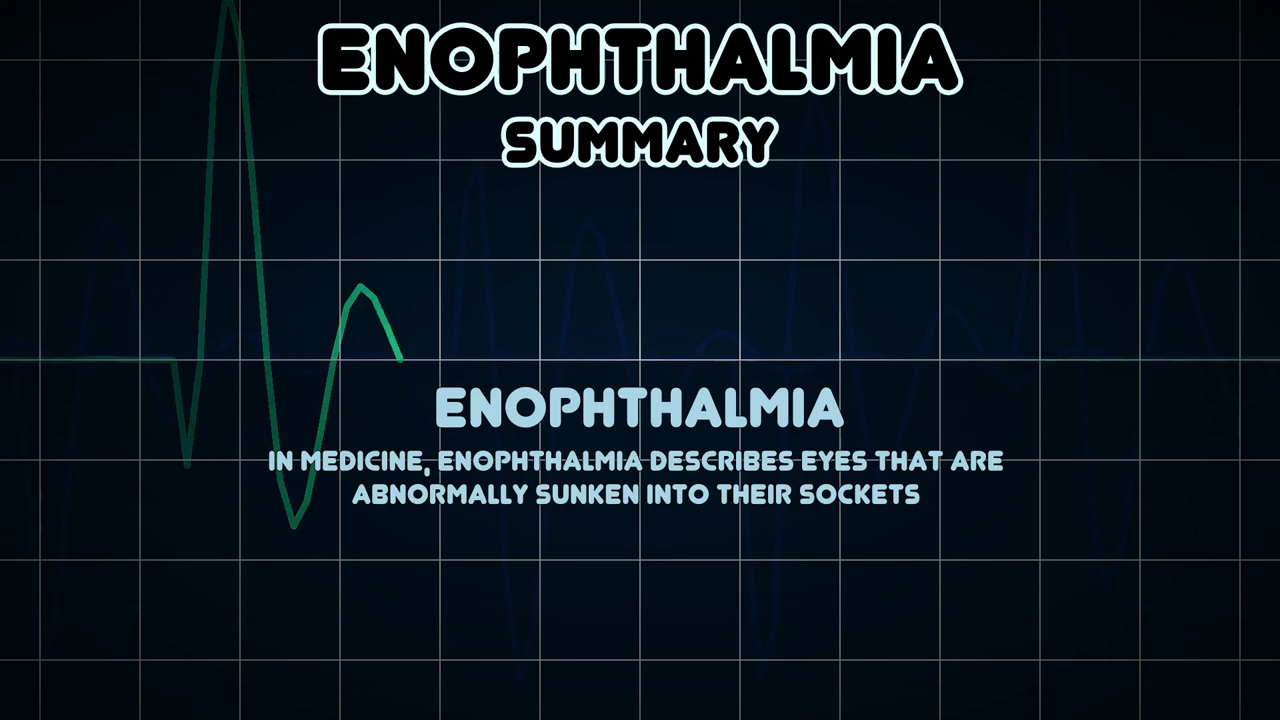 ENOPHTHALMIA
SUMMARY
ENOPHTHALMIA
IN MEDICINE, ENOPHTHALMIA DESCRIBES EYES THAT ARE
ABNORMALLY SUNKEN INTO THEIR SOCKETS